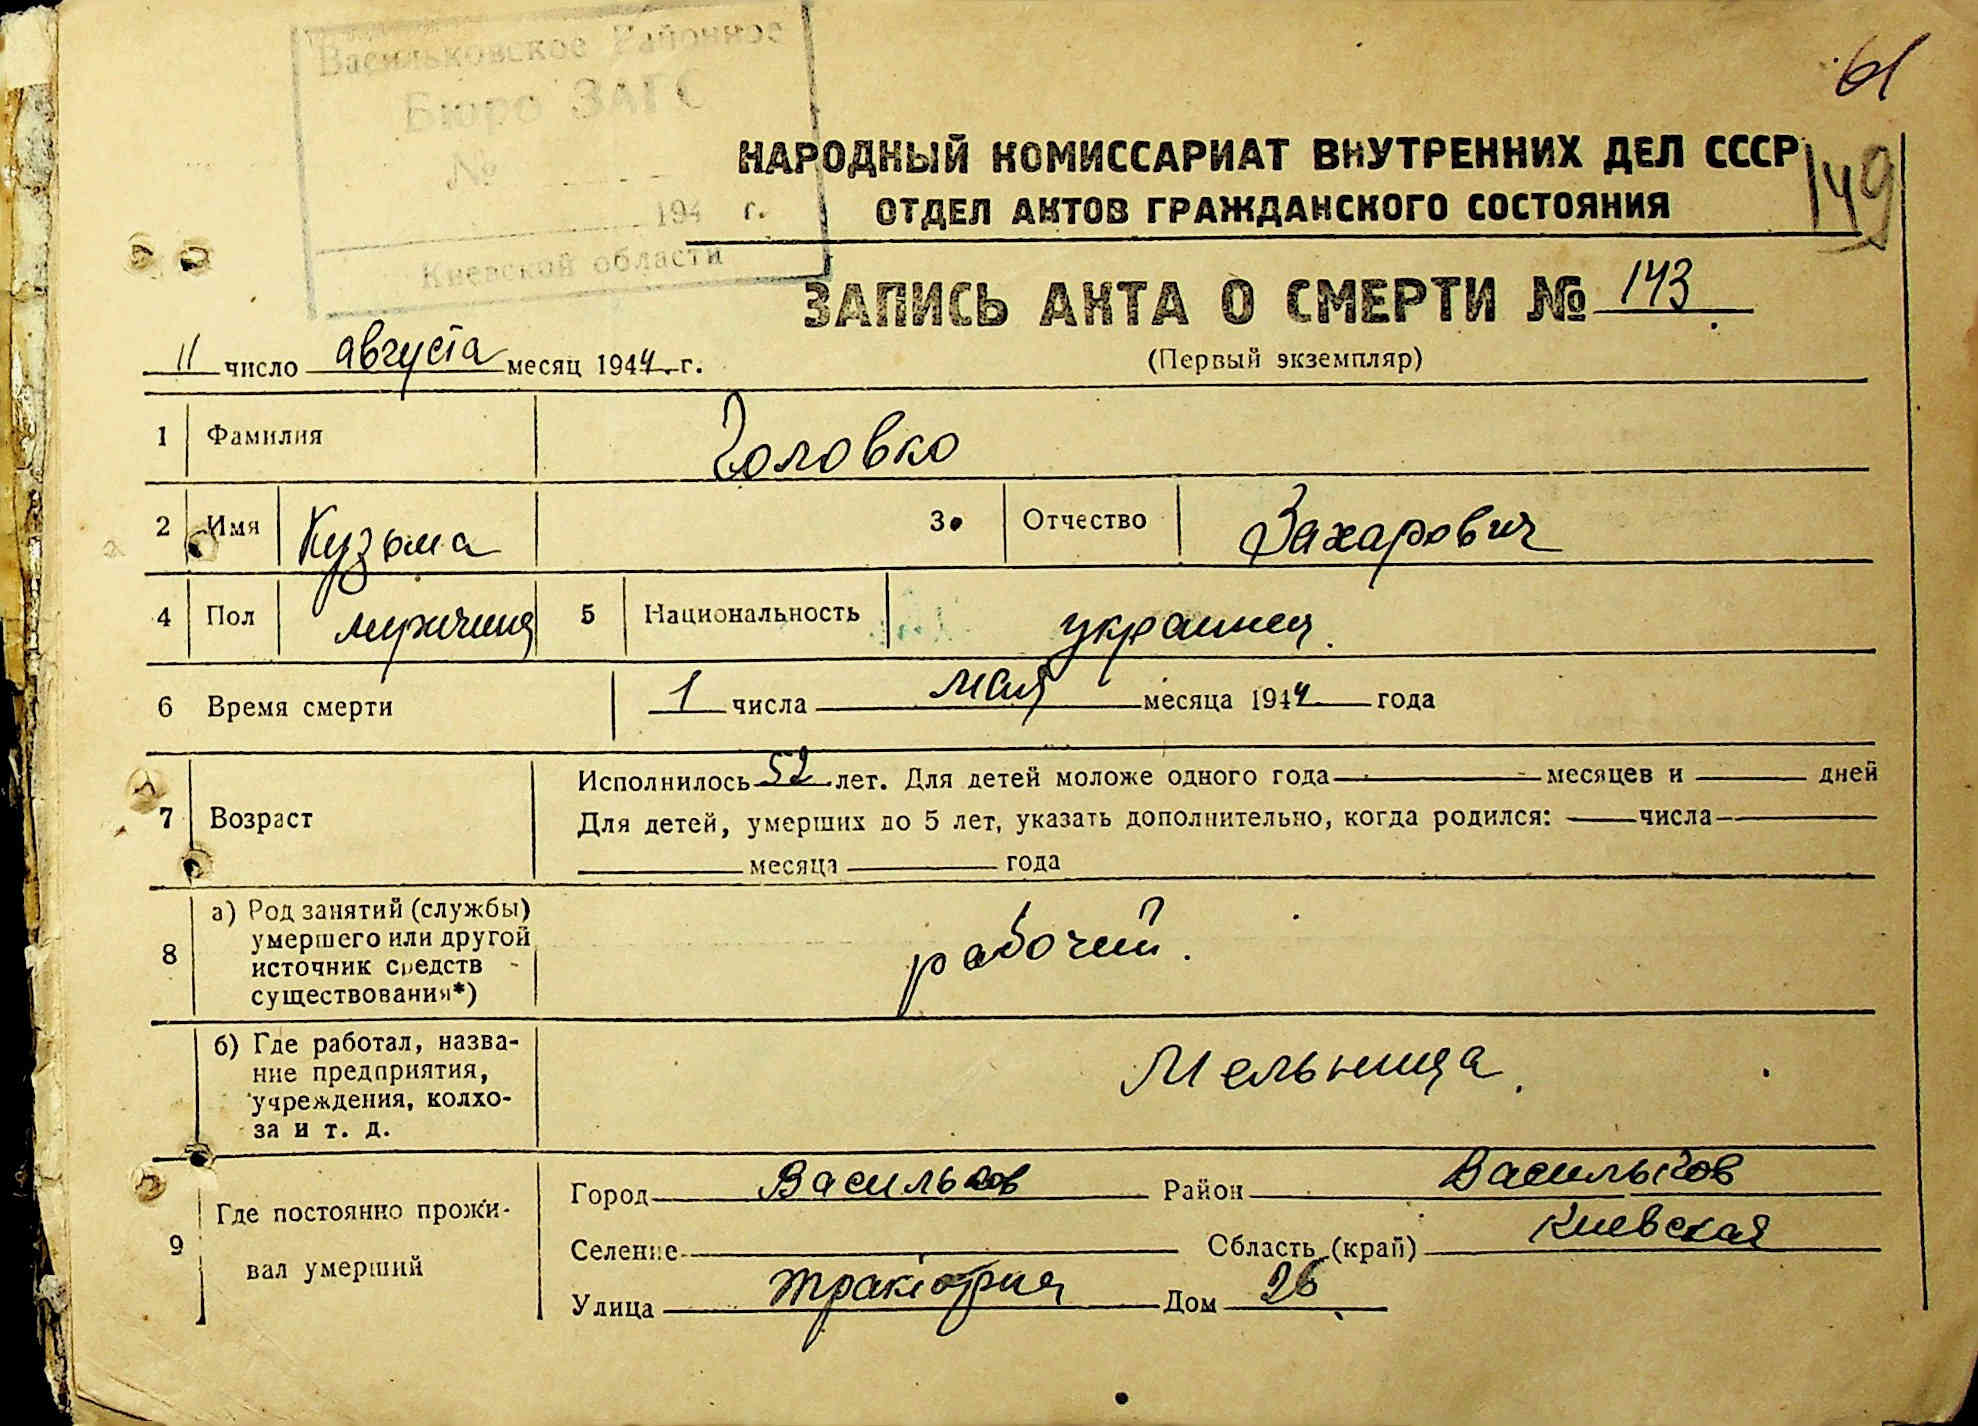 Васильковское Районное
Бюро ЗАГС
№
194 г.
Киевской области
61
149
НАРОДНЫЙ КОМИССАРИАТ ВНУТРЕННИХ ДЕЛ СССР
ОТДЕЛ АКТОВ ГРАЖДАНСКОГО СОСТОЯНИЯ
ЗАПИСЬ АКТА О СМЕРТИ № 143
11 число августа месяц 1944 г.
(Первый экземпляр)
1 Фамилия Головко
2 Имя Кузьма 3. Отчество Захарович
4 Пол мужчина 5 Национальность украинец.
6 Время смерти 1 числа мая месяца 1944 года
Исполнилось 52 лет. Для детей моложе одного года месяцев и дней
7 Возраст Для детей, умерших до 5 лет, указать дополнительно, когда родился: числа
месяца года
8 а) Род занятий (службы)
умершего или другой
источник средств
существования*)
рабочий.
б) Где работал, назва-
ние предприятия,
учреждения, колхо-
за и т. д.
Мельница.
9 Где постоянно прожи-
вал умерший
Город Васильков Район Васильков
Селение Область (край) Киевская
Улица Дом 26